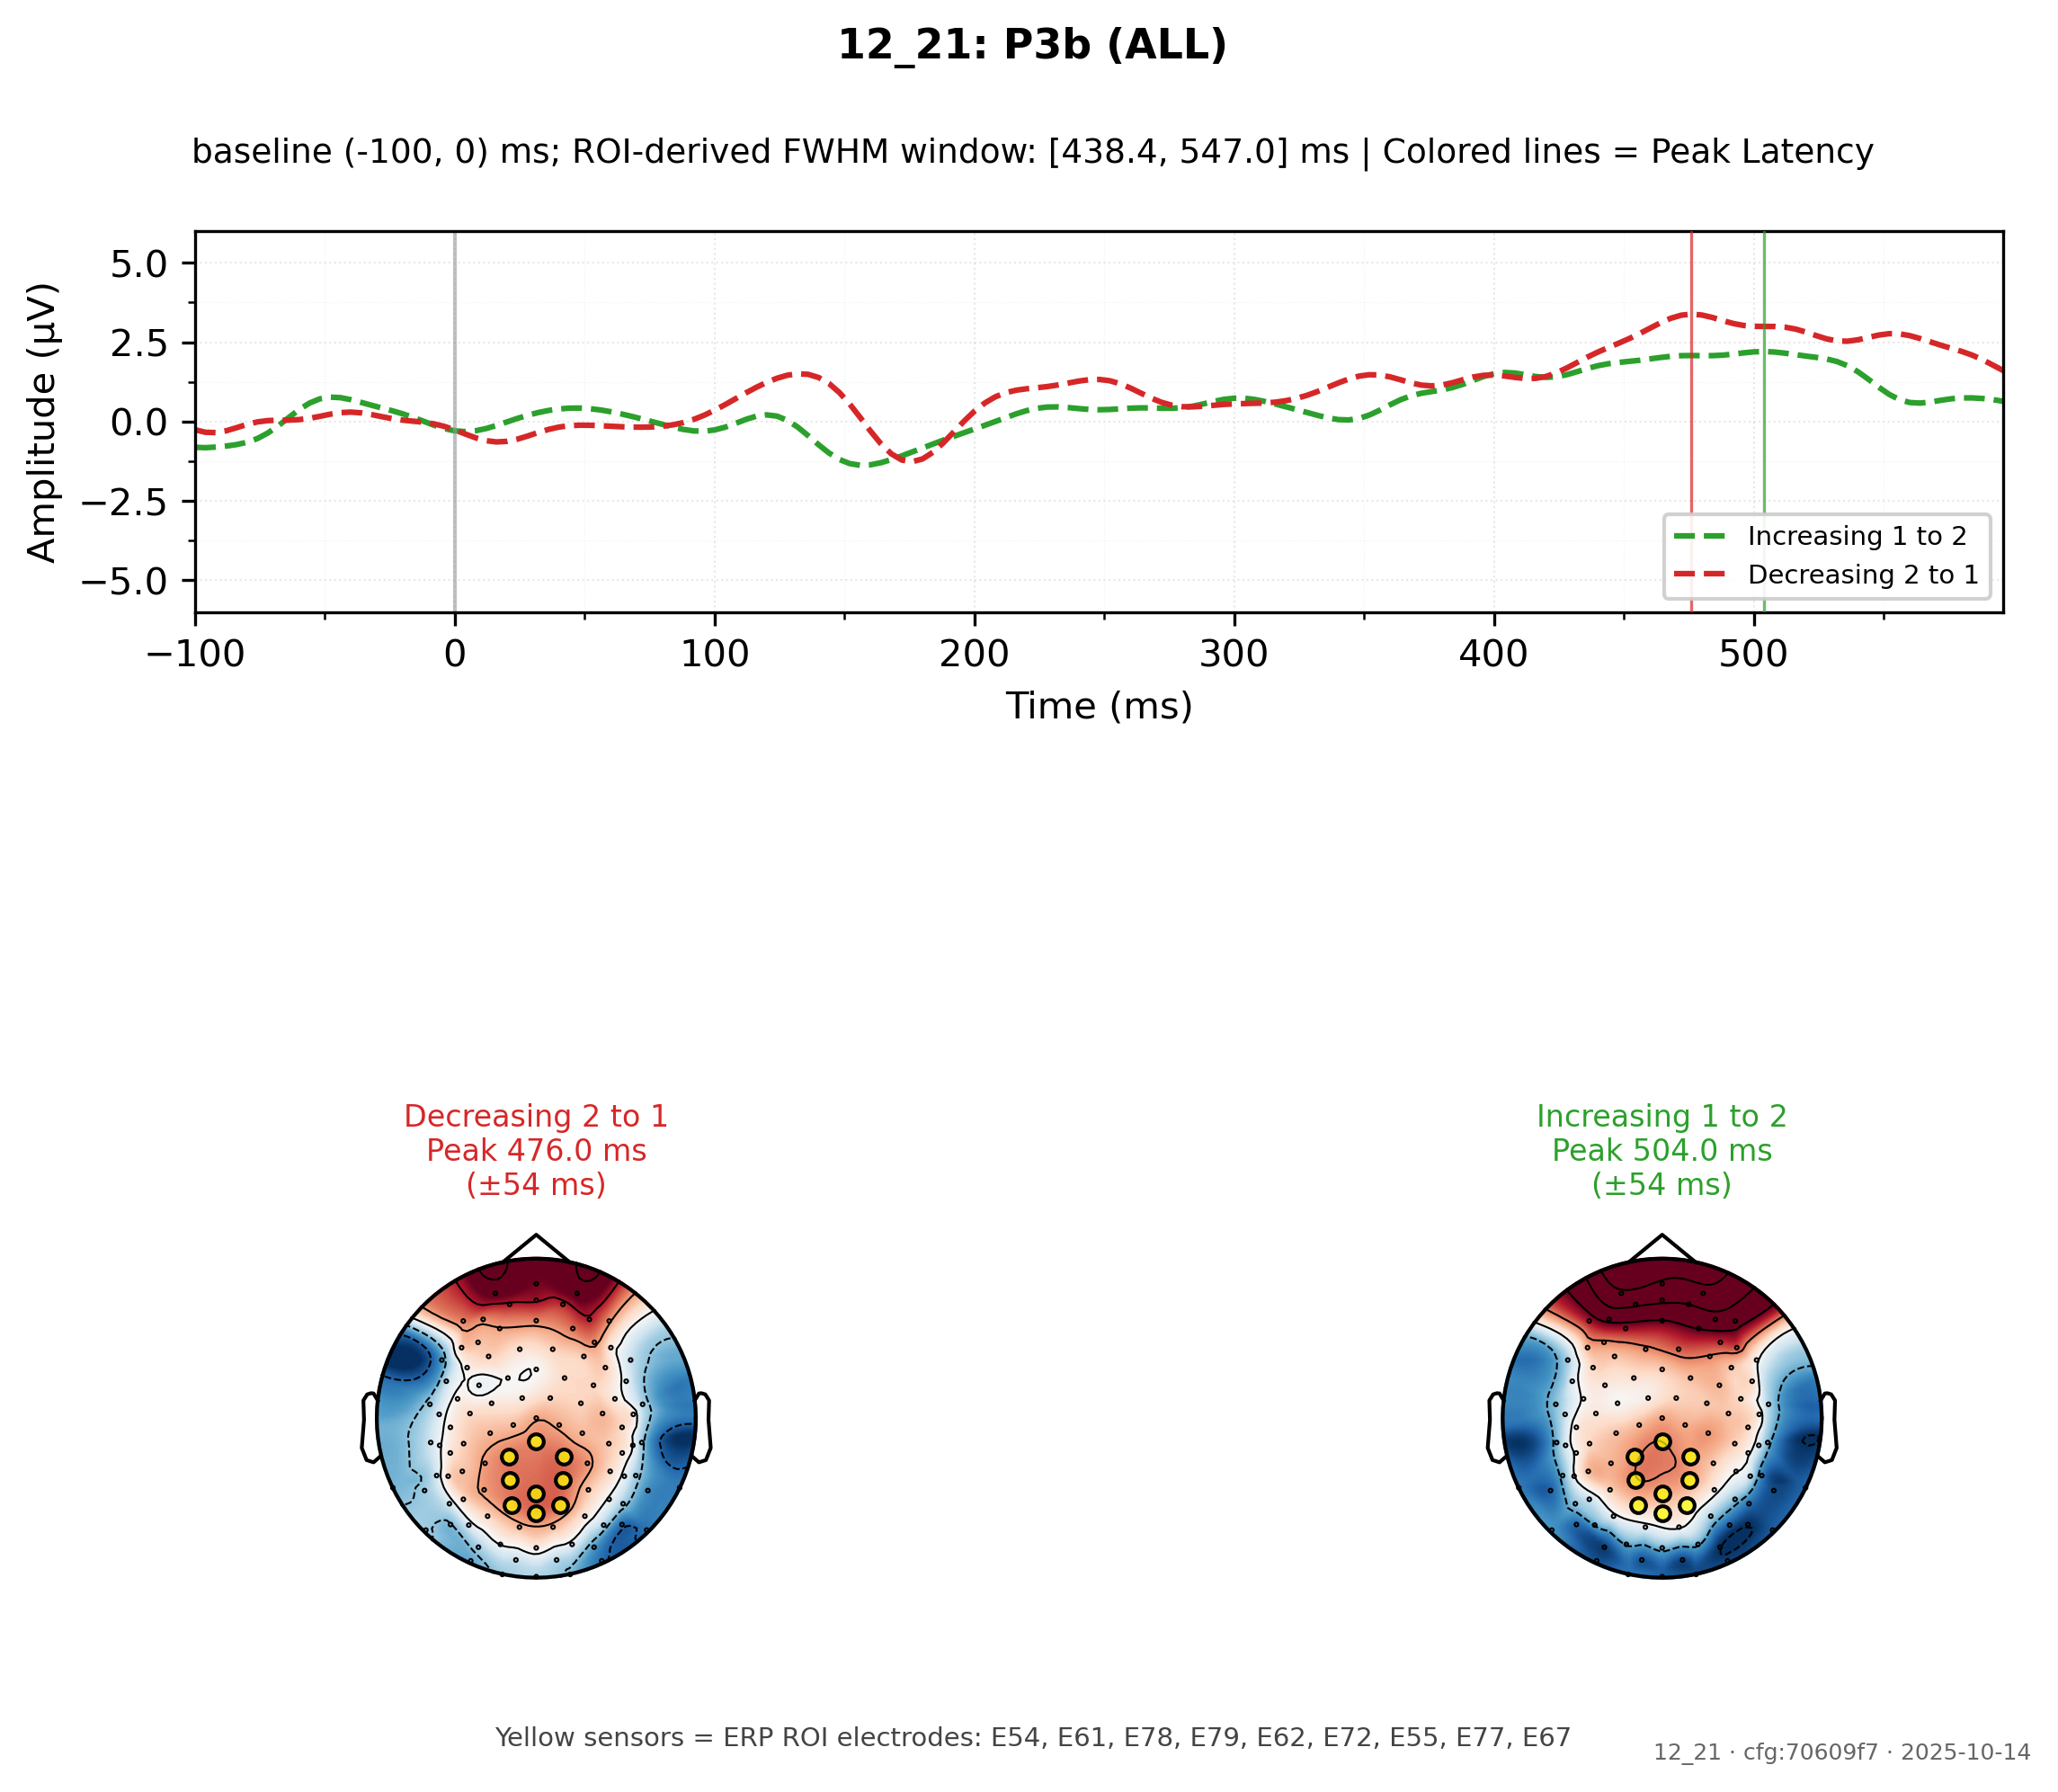 12_21: P3b (ALL)
baseline (-100, 0) ms; ROI-derived FWHM window: [438.4, 547.0] ms | Colored lines = Peak Latency
Amplitude (µV)
5.0
2.5
0.0
−2.5
−5.0
Increasing 1 to 2
Decreasing 2 to 1
−100 0 100 200 300 400 500
Time (ms)
Decreasing 2 to 1
Peak 476.0 ms
(±54 ms)
Increasing 1 to 2
Peak 504.0 ms
(±54 ms)
Yellow sensors = ERP ROI electrodes: E54, E61, E78, E79, E62, E72, E55, E77, E67
12_21 · cfg:70609f7 · 2025-10-14